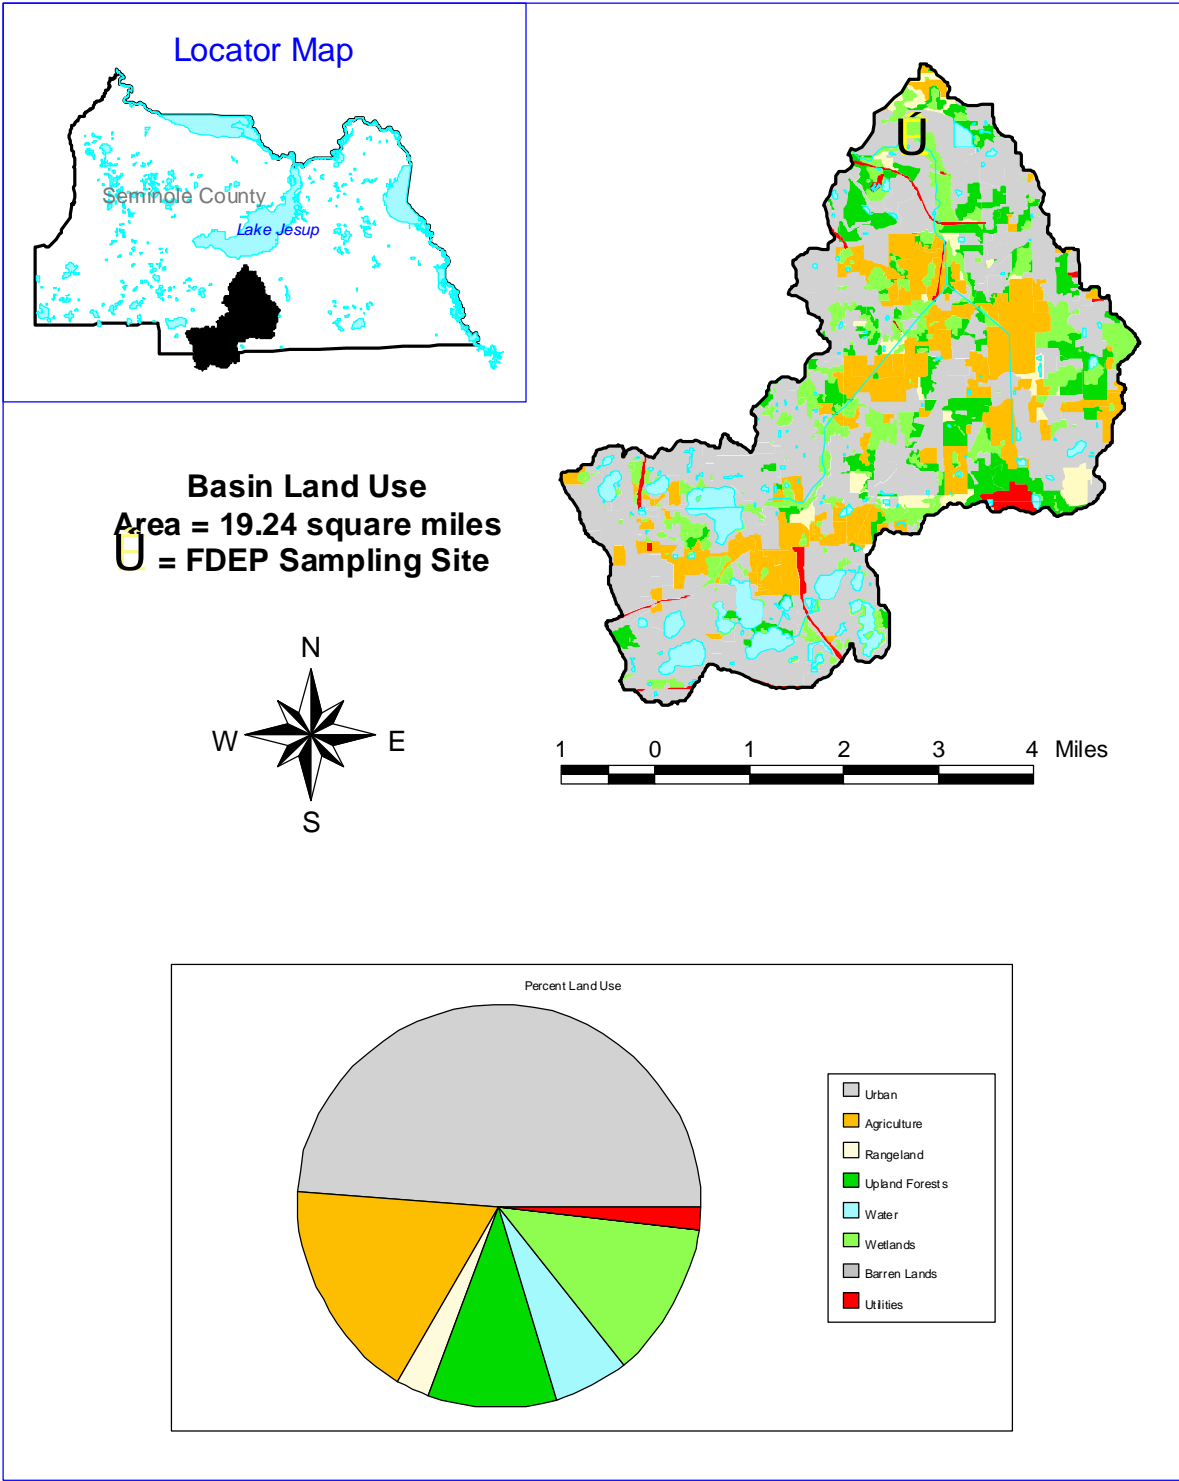 Locator Map
Seminole County
Lake Jesup
Ú
Basin Land Use
Area = 19.24 square miles
Ú = FDEP Sampling Site
N
W E
S
1 0 1 2 3 4 Miles
Percent Land Use
Urban
Agriculture
Rangeland
Upland Forests
Water
Wetlands
Barren Lands
Utilities